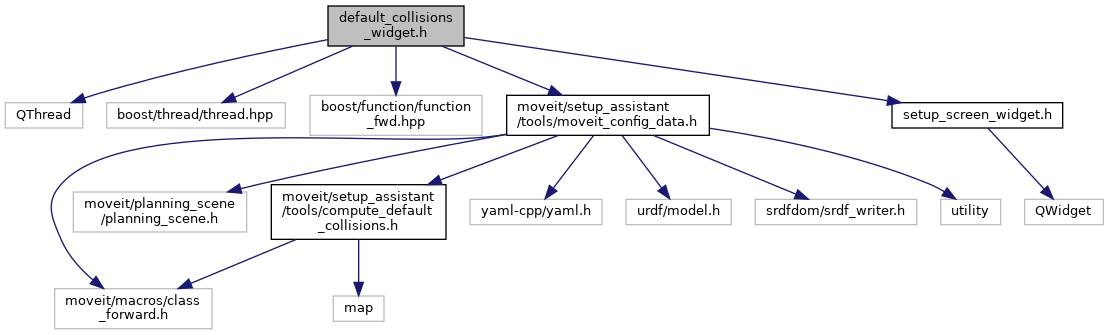 default_collisions
_widget.h
QThread
boost/thread/thread.hpp
boost/function/function
_fwd.hpp
moveit/setup_assistant
/tools/moveit_config_data.h
setup_screen_widget.h
moveit/planning_scene
/planning_scene.h
moveit/setup_assistant
/tools/compute_default
_collisions.h
yaml-cpp/yaml.h
urdf/model.h
srdfdom/srdf_writer.h
utility
QWidget
moveit/macros/class
_forward.h
map